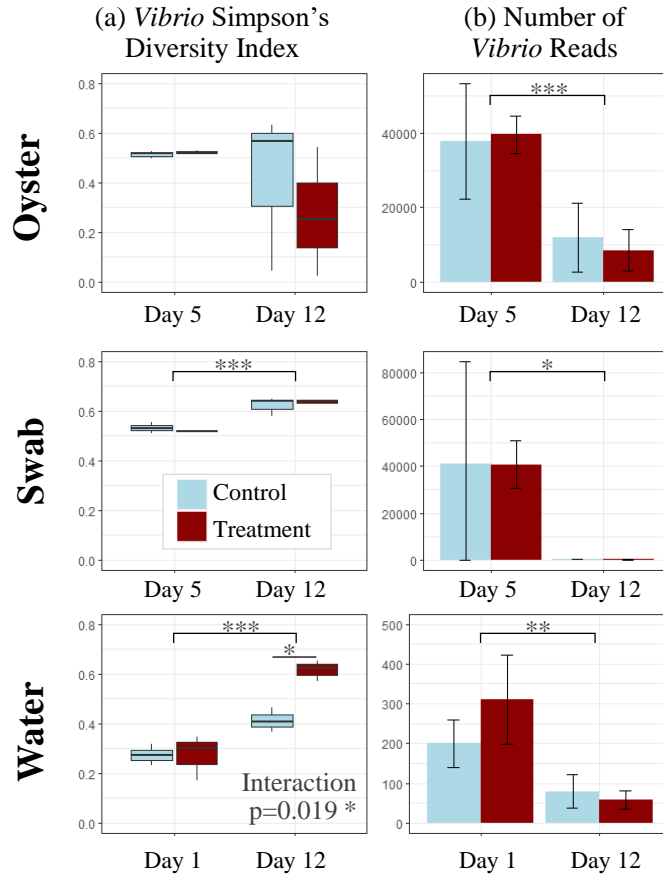 (a) Vibrio Simpson's
Diversity Index
(b) Number of
Vibrio Reads
Oyster
0.8
0.6
0.4
0.2
0.0
Day 5
Day 12
***
40000
20000
0
Day 5
Day 12
Swab
0.8
0.6
0.4
0.2
0.0
***
Control
Treatment
Day 5
Day 12
*
80000
60000
40000
20000
0
Day 5
Day 12
Water
0.8
0.6
0.4
0.2
0.0
***
*
Interaction
p=0.019 *
Day 1
Day 12
**
500
400
300
200
100
0
Day 1
Day 12